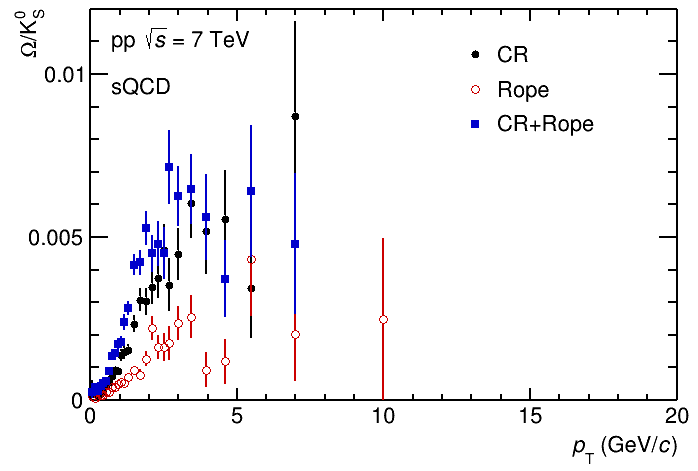 Ω/K⁰S
pp √s = 7 TeV
sQCD
CR
Rope
CR+Rope
0.01
0.005
0
0 5 10 15 20
pT (GeV/c)